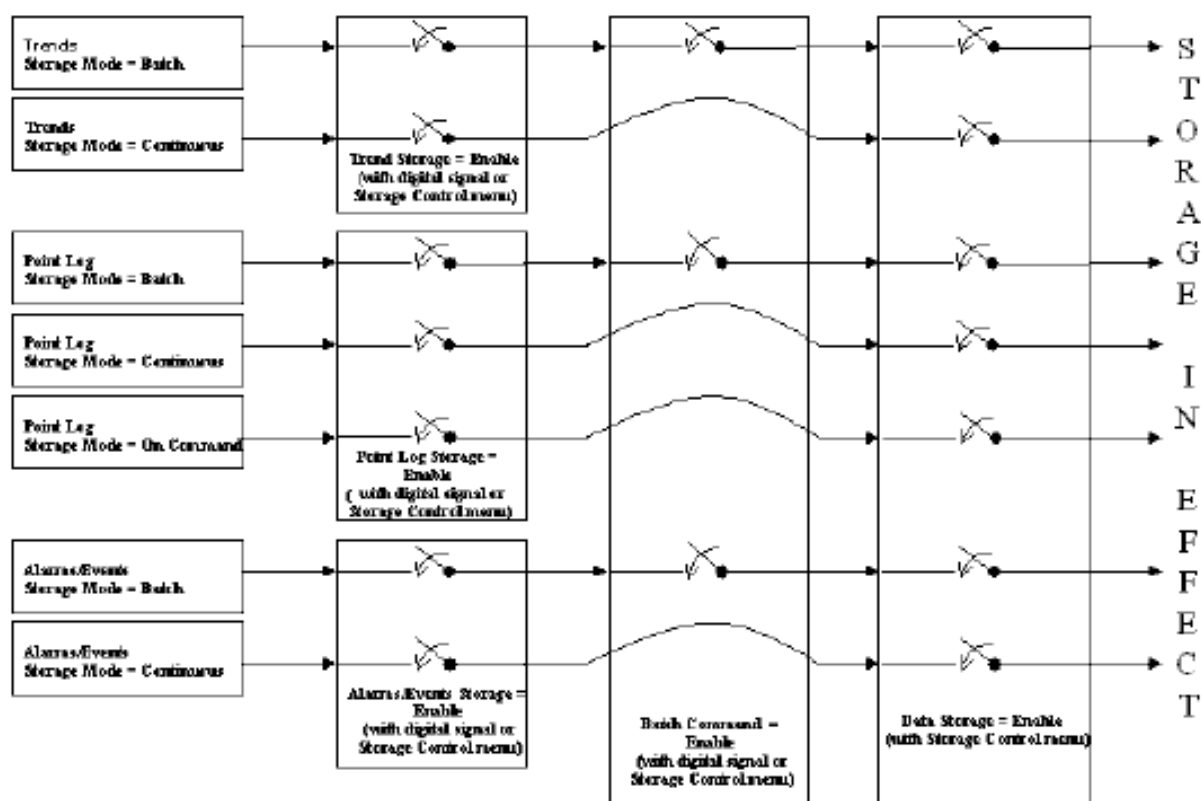 Trends
Storage Mode = Batch
Trends
Storage Mode = Continuous
Trend Storage = Enable
(with digital signal or
Storage Control menu)
Point Log
Storage Mode = Batch
Point Log
Storage Mode = Continuous
Point Log
Storage Mode = On Command
Point Log Storage =
Enable
( with digital signal or
Storage Control menu)
Alarms/Events
Storage Mode = Batch
Alarms/Events
Storage Mode = Continuous
Alarms/Events Storage =
Enable
(with digital signal or
Storage Control menu)
Batch Command =
Enable
(with digital signal or
Storage Control menu)
Data Storage = Enable
(with Storage Control menu)
STORAGE IN EFFECT